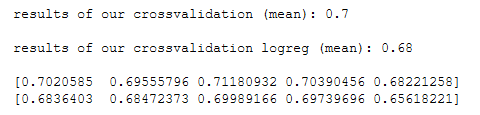 results of our crossvalidation (mean): 0.7
results of our crossvalidation logreg (mean): 0.68
[0.7020585  0.69555796 0.71180932 0.70390456 0.68221258]
[0.6836403  0.68472373 0.69989166 0.69739696 0.65618221]